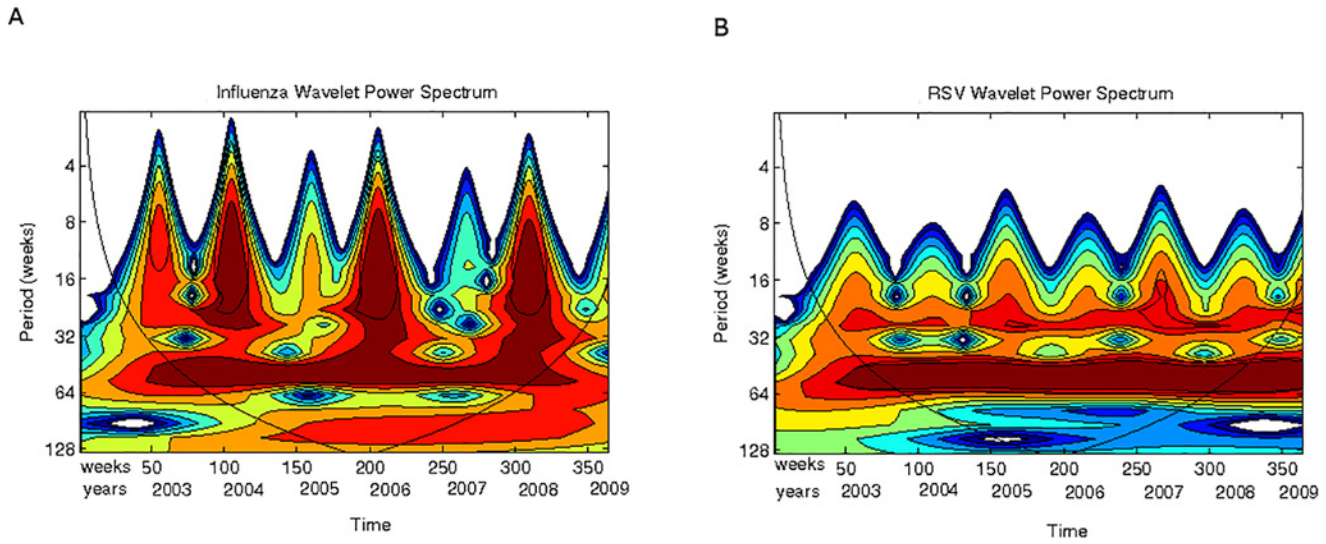 A
Influenza Wavelet Power Spectrum
Period (weeks)
4
8
16
32
64
128
weeks 50 100 150 200 250 300 350
years 2003 2004 2005 2006 2007 2008 2009
Time
B
RSV Wavelet Power Spectrum
Period (weeks)
4
8
16
32
64
128
weeks 50 100 150 200 250 300 350
years 2003 2004 2005 2006 2007 2008 2009
Time